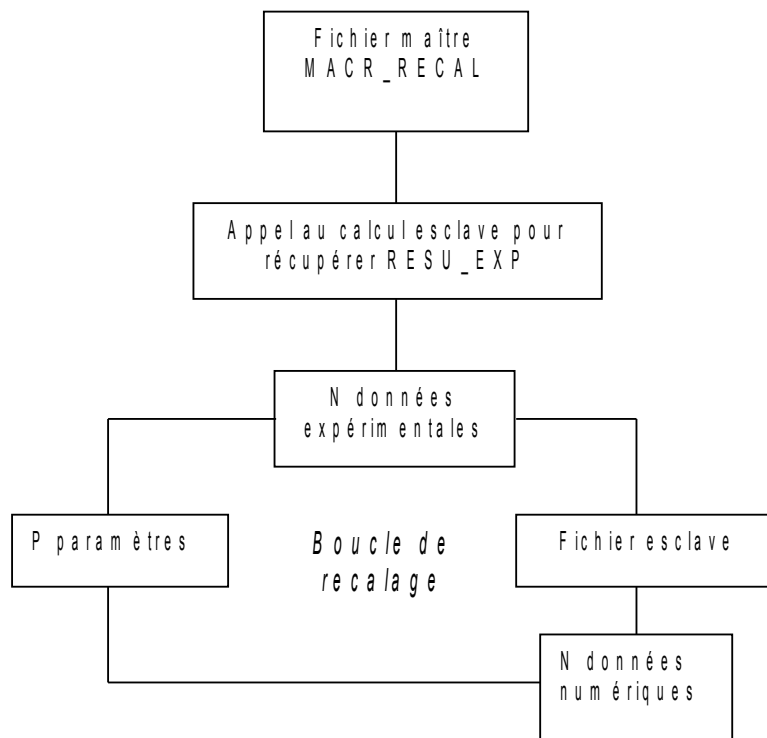 Fichier maître
MACR_RECAL
Appel au calcul esclave pour
récupérer RESU_EXP
N données
expérimentales
P paramètres
Boucle de
recalage
Fichier esclave
N données
numériques